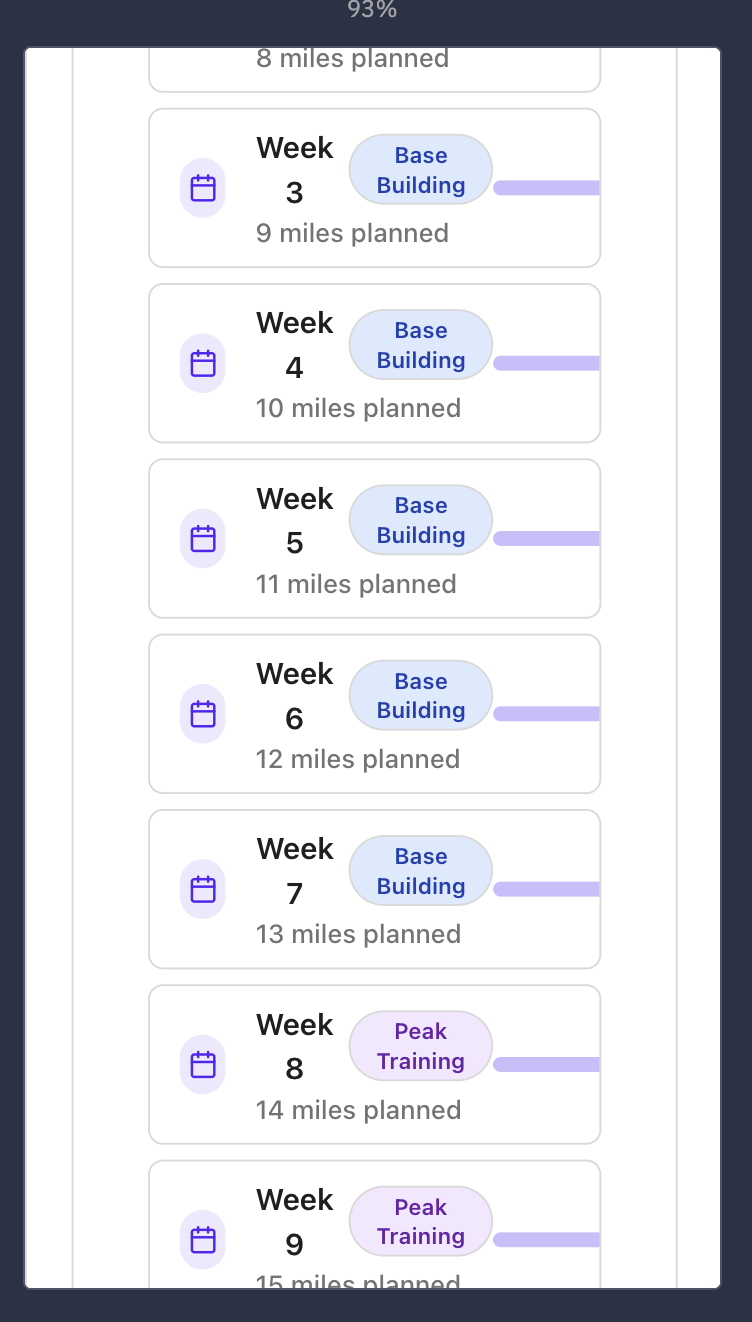 93%
8 miles planned
Week
3
Base
Building
9 miles planned
Week
4
Base
Building
10 miles planned
Week
5
Base
Building
11 miles planned
Week
6
Base
Building
12 miles planned
Week
7
Base
Building
13 miles planned
Week
8
Peak
Training
14 miles planned
Week
9
Peak
Training
15 miles planned